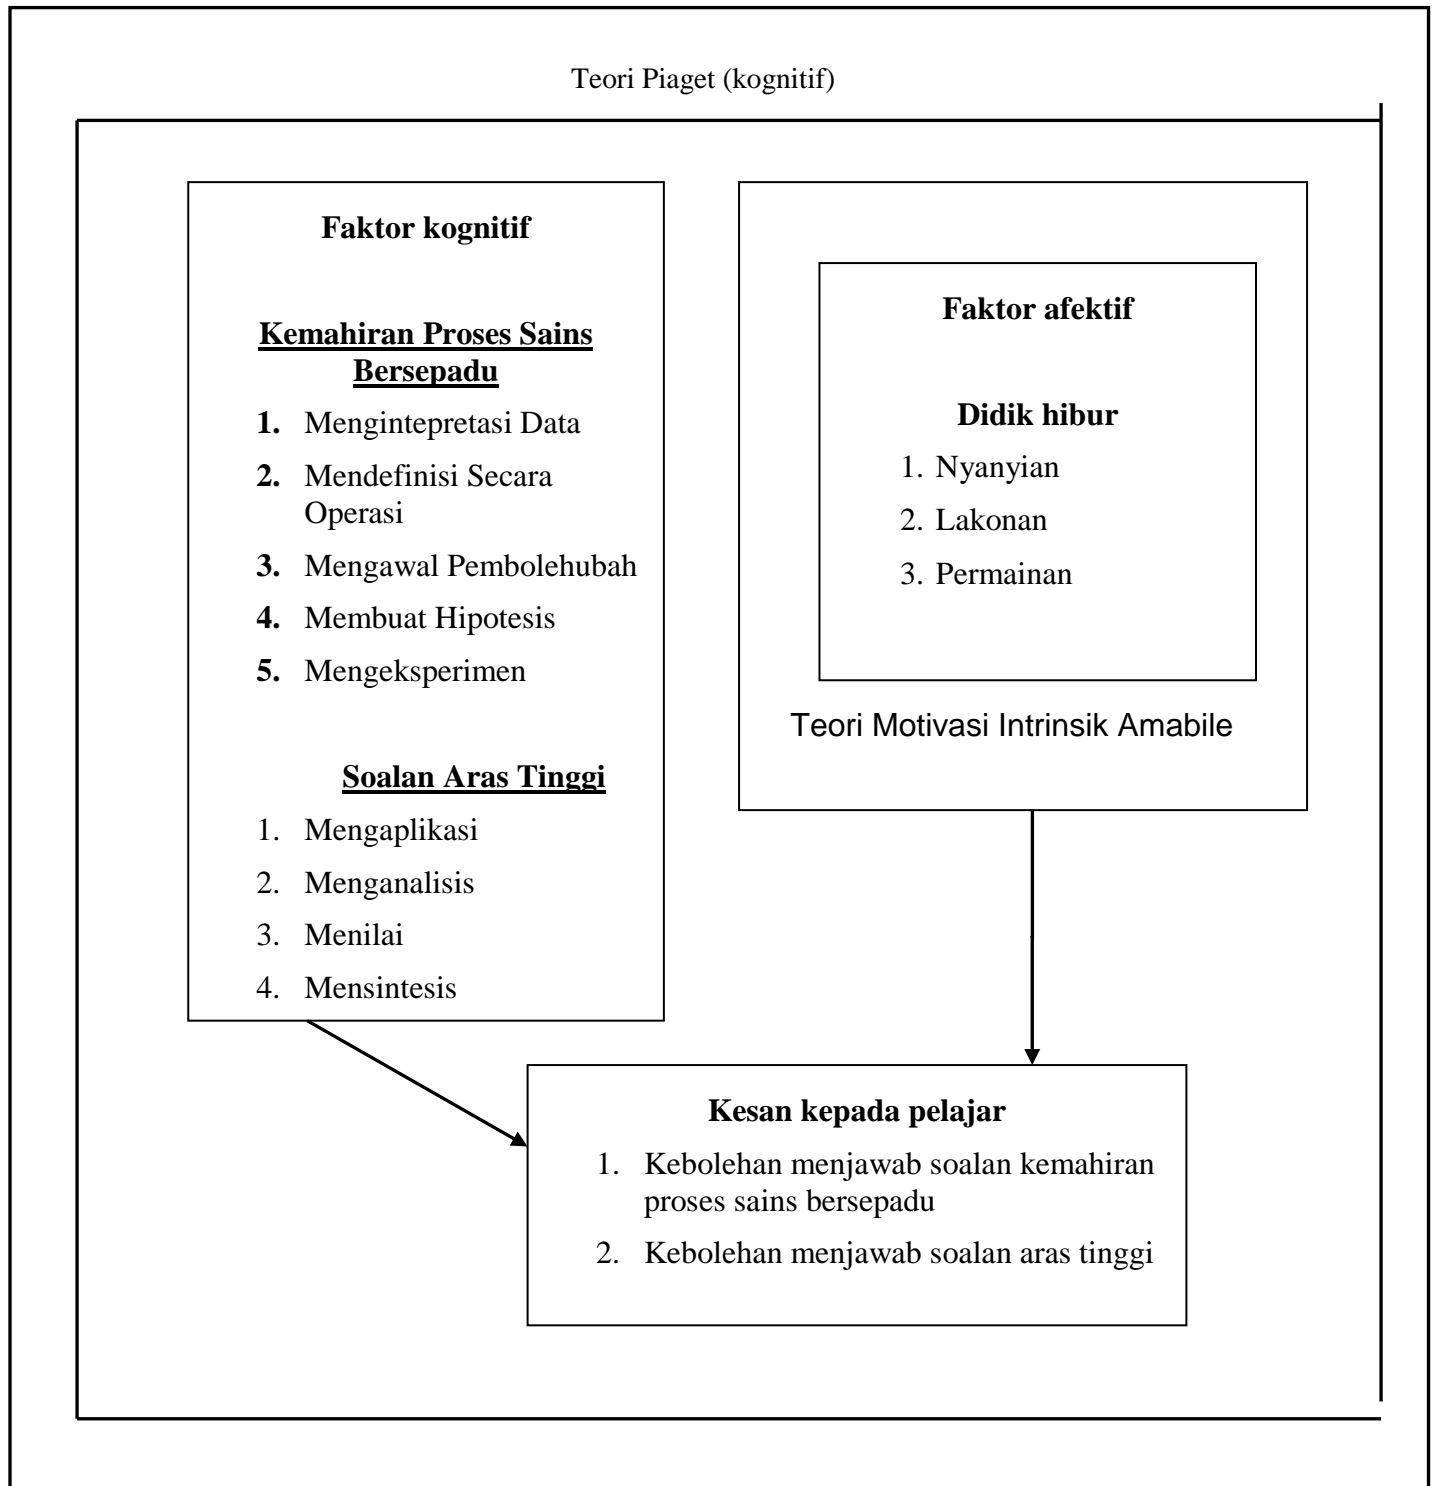 Teori Piaget (kognitif)
Faktor kognitif
Kemahiran Proses Sains
Bersepadu
1. Mengintepretasi Data
2. Mendefinisi Secara
Operasi
3. Mengawal Pembolehubah
4. Membuat Hipotesis
5. Mengeksperimen
Soalan Aras Tinggi
1. Mengaplikasi
2. Menganalisis
3. Menilai
4. Mensintesis
Faktor afektif
Didik hibur
1. Nyanyian
2. Lakonan
3. Permainan
Teori Motivasi Intrinsik Amabile
Kesan kepada pelajar
1. Kebolehan menjawab soalan kemahiran
proses sains bersepadu
2. Kebolehan menjawab soalan aras tinggi